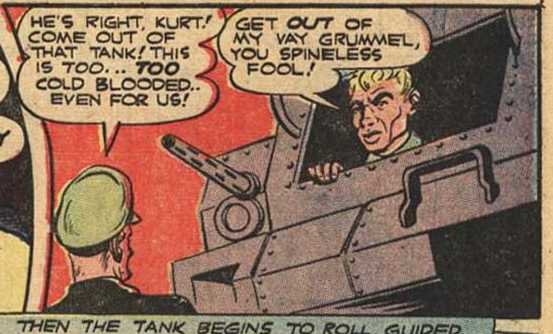 HE'S RIGHT, KURT!
COME OUT OF
THAT TANK! THIS
IS TOO... TOO
COLD BLOODED..
EVEN FOR US!
GET OUT OF
MY VAY GRUMMEL,
YOU SPINELESS
FOOL!
Y
THEN THE TANK BEGINS TO ROLL GUIDED